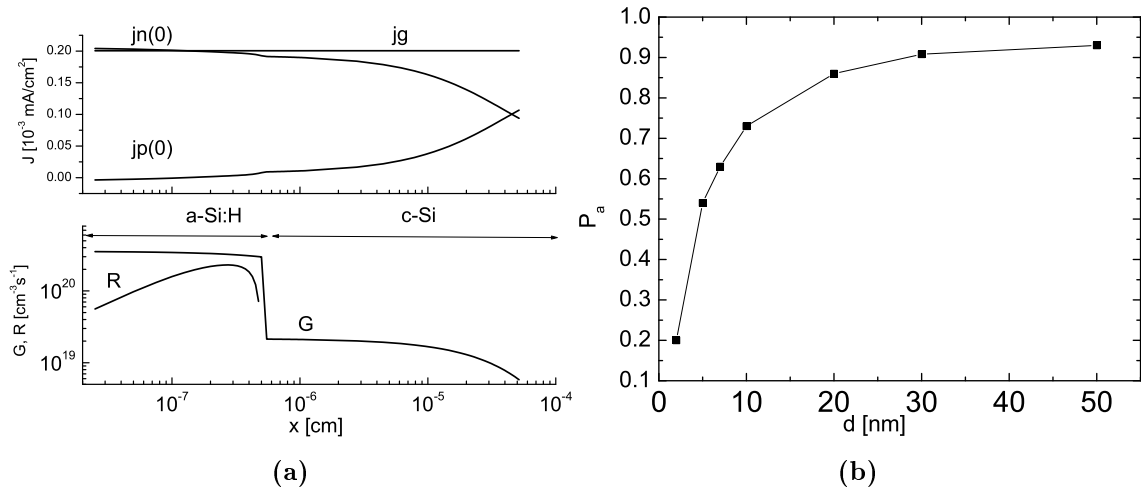 jn(0) jg
0.20
0.15
0.10
0.05
0.00
J [10⁻³ mA/cm²]
jp(0)
a-Si:H c-Si
G, R [cm⁻³s⁻¹]
10²⁰
10¹⁹
R
G
10⁻⁷ 10⁻⁶ 10⁻⁵ 10⁻⁴
x [cm]
(a)
1.0
0.9
0.8
0.7
0.6
0.5
0.4
0.3
0.2
0.1
Pₐ
0 10 20 30 40 50
d [nm]
(b)